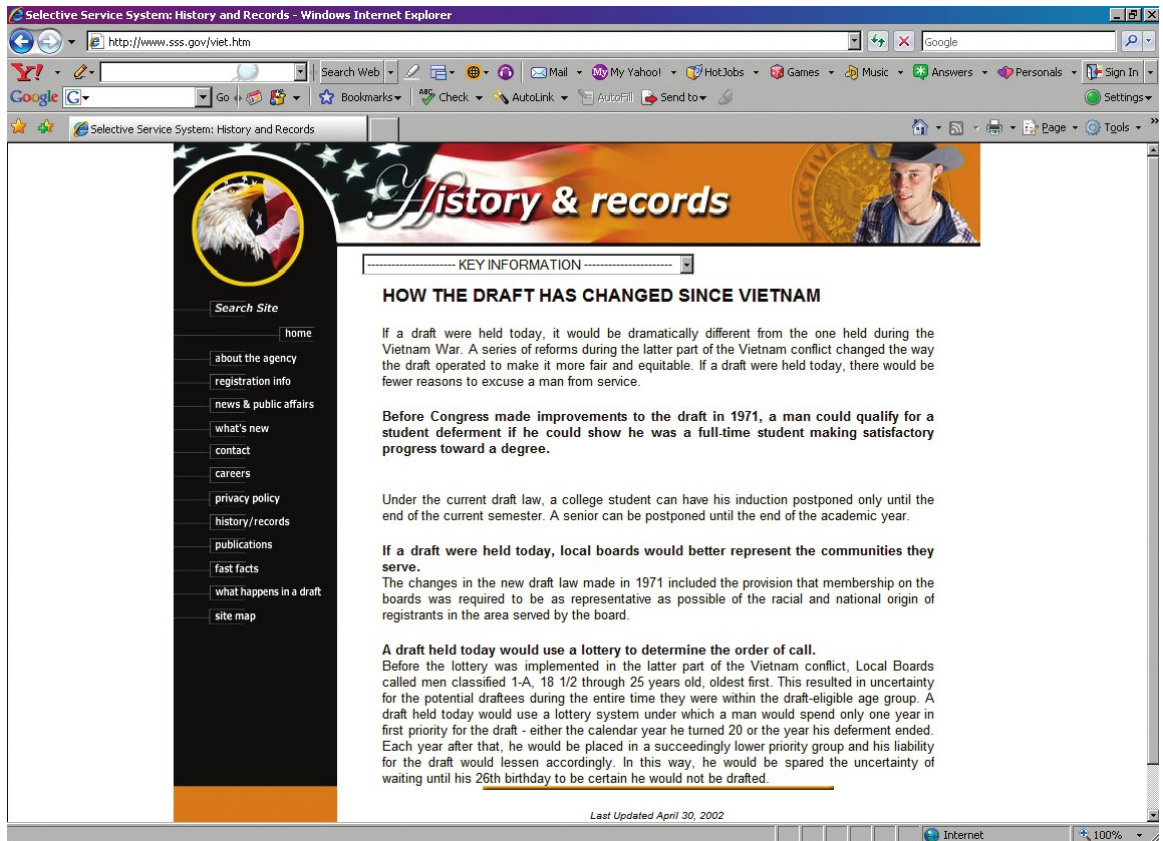 Selective Service System: History and Records - Windows Internet Explorer
http://www.sss.gov/viet.htm
Google
Y! Search Web Mail My Yahoo! HotJobs Games Music Answers Personals Sign In
Google G Go Bookmarks ABC Check AutoLink AutoFill Send to Settings
Selective Service System: History and Records
Page Tools
History & records
SELECTIVE
KEY INFORMATION
Search Site
home
about the agency
registration info
news & public affairs
what's new
contact
careers
privacy policy
history/records
publications
fast facts
what happens in a draft
site map
HOW THE DRAFT HAS CHANGED SINCE VIETNAM
If a draft were held today, it would be dramatically different from the one held during the
Vietnam War. A series of reforms during the latter part of the Vietnam conflict changed the way
the draft operated to make it more fair and equitable. If a draft were held today, there would be
fewer reasons to excuse a man from service.
Before Congress made improvements to the draft in 1971, a man could qualify for a
student deferment if he could show he was a full-time student making satisfactory
progress toward a degree.
Under the current draft law, a college student can have his induction postponed only until the
end of the current semester. A senior can be postponed until the end of the academic year.
If a draft were held today, local boards would better represent the communities they
serve.
The changes in the new draft law made in 1971 included the provision that membership on the
boards was required to be as representative as possible of the racial and national origin of
registrants in the area served by the board.
A draft held today would use a lottery to determine the order of call.
Before the lottery was implemented in the latter part of the Vietnam conflict, Local Boards
called men classified 1-A, 18 1/2 through 25 years old, oldest first. This resulted in uncertainty
for the potential draftees during the entire time they were within the draft-eligible age group. A
draft held today would use a lottery system under which a man would spend only one year in
first priority for the draft - either the calendar year he turned 20 or the year his deferment ended.
Each year after that, he would be placed in a succeedingly lower priority group and his liability
for the draft would lessen accordingly. In this way, he would be spared the uncertainty of
waiting until his 26th birthday to be certain he would not be drafted.
Last Updated April 30, 2002
Internet
100%